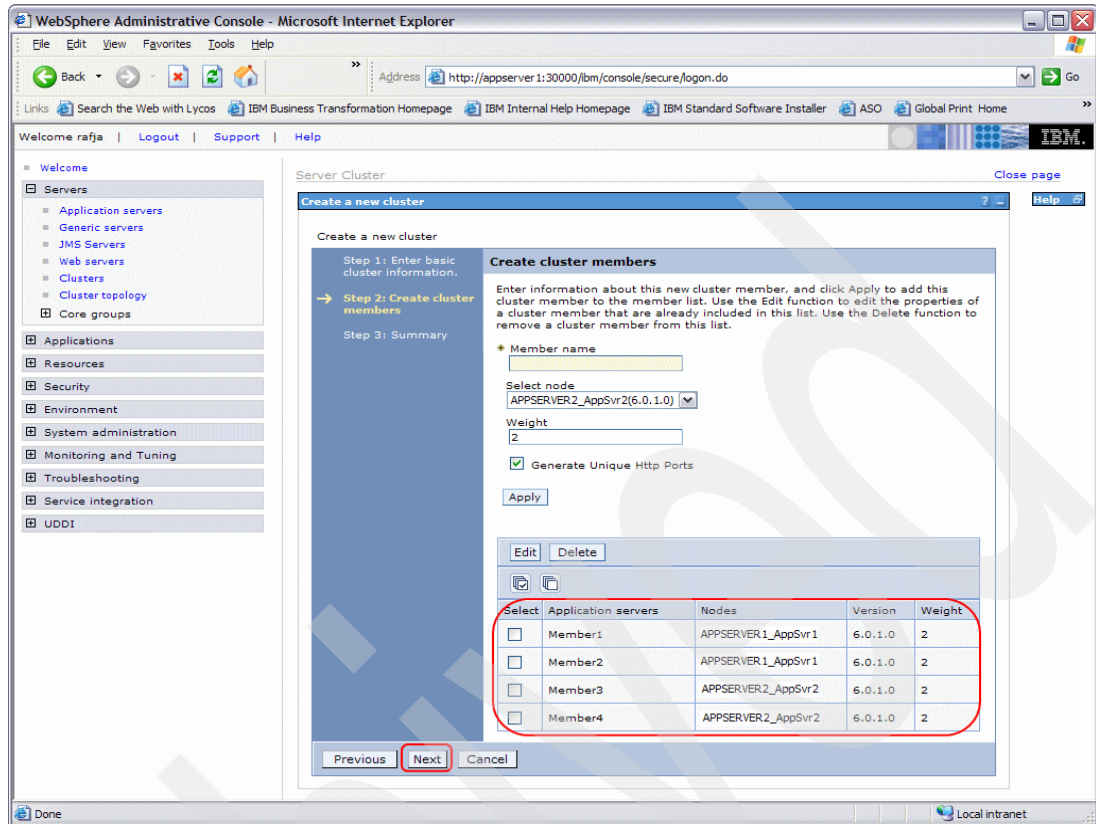 WebSphere Administrative Console - Microsoft Internet Explorer
File Edit View Favorites Tools Help
Back » Address http://appserver1:30000/ibm/console/secure/logon.do Go
Links Search the Web with Lycos IBM Business Transformation Homepage IBM Internal Help Homepage IBM Standard Software Installer ASO Global Print Home »
Welcome rafja | Logout | Support | Help IBM.
Welcome
Servers
Application servers
Generic servers
JMS Servers
Web servers
Clusters
Cluster topology
Core groups
Applications
Resources
Security
Environment
System administration
Monitoring and Tuning
Troubleshooting
Service integration
UDDI
Server Cluster Close page
Create a new cluster ? _ Help
Create a new cluster
Step 1: Enter basic
cluster information.
Step 2: Create cluster
members
Step 3: Summary
Create cluster members
Enter information about this new cluster member, and click Apply to add this
cluster member to the member list. Use the Edit function to edit the properties of
a cluster member that are already included in this list. Use the Delete function to
remove a cluster member from this list.
* Member name
Select node
APPSERVER2_AppSvr2(6.0.1.0)
Weight
2
Generate Unique Http Ports
Apply
Edit Delete
Select Application servers Nodes Version Weight
Member1 APPSERVER1_AppSvr1 6.0.1.0 2
Member2 APPSERVER1_AppSvr1 6.0.1.0 2
Member3 APPSERVER2_AppSvr2 6.0.1.0 2
Member4 APPSERVER2_AppSvr2 6.0.1.0 2
Previous Next Cancel
Done Local intranet